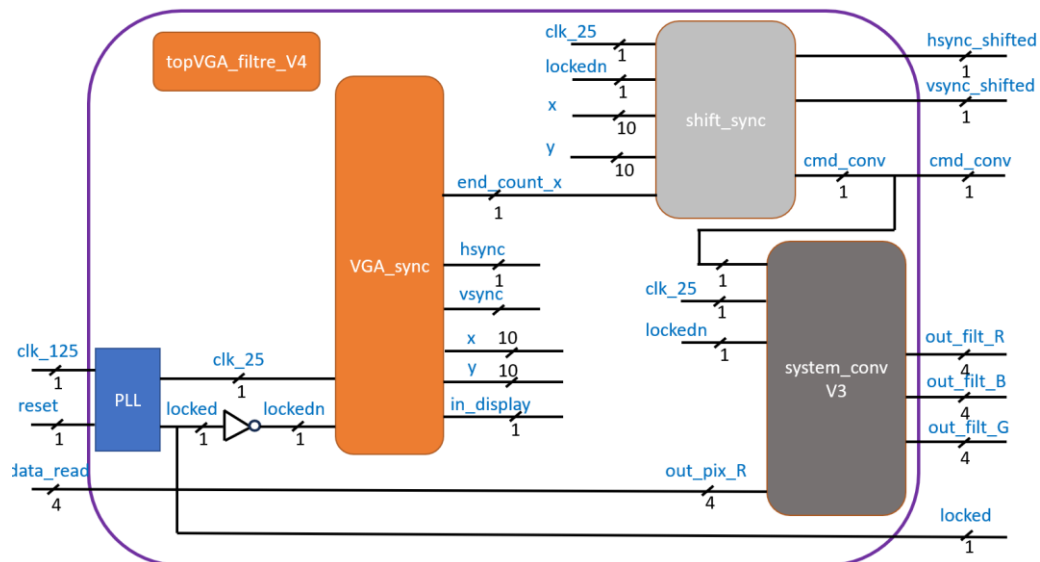 clk_25
1
hsync_shifted
1
topVGA_filtre_V4
lockedn
1
vsync_shifted
1
x
10
shift_sync
y
10
cmd_conv
1
cmd_conv
1
end_count_x
1
hsync
1
VGA_sync
1
clk_25
1
vsync
lockedn
1
x 10
y 10
clk_125
1
clk_25
1
out_filt_R
4
system_conv
V3
PLL
out_filt_B
4
in_display
1
reset
1
locked
1
lockedn
1
out_filt_G
4
data_read
4
out_pix_R
4
locked
1